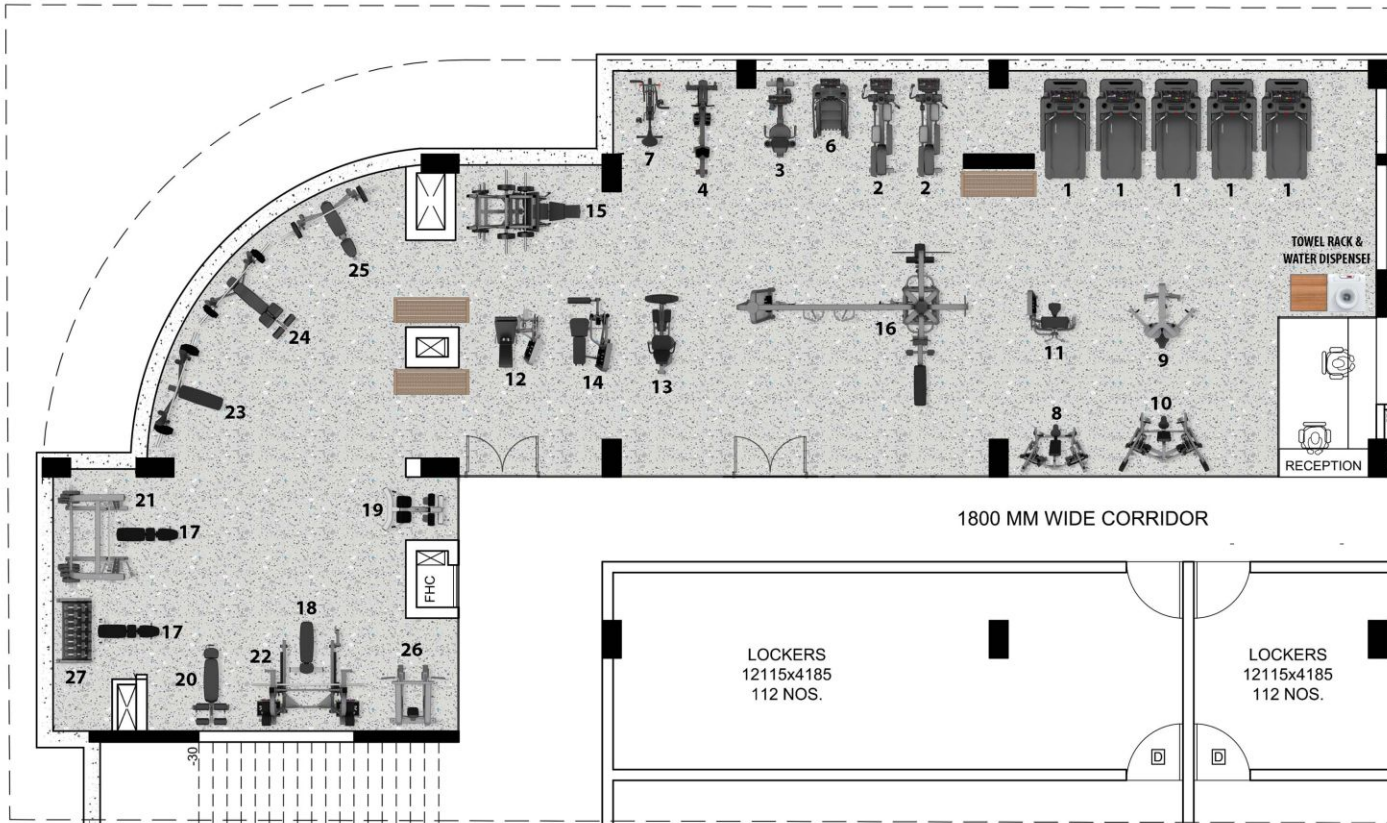 7
4
3
6
2
2
1
1
1
1
1
15
25
TOWEL RACK &
WATER DISPENSER
24
16
11
9
12
14
13
23
8
10
RECEPTION
21
19
17
1800 MM WIDE CORRIDOR
FHC
18
17
26
22
20
27
LOCKERS
12115x4185
112 NOS.
LOCKERS
12115x4185
112 NOS.
-30
D
D